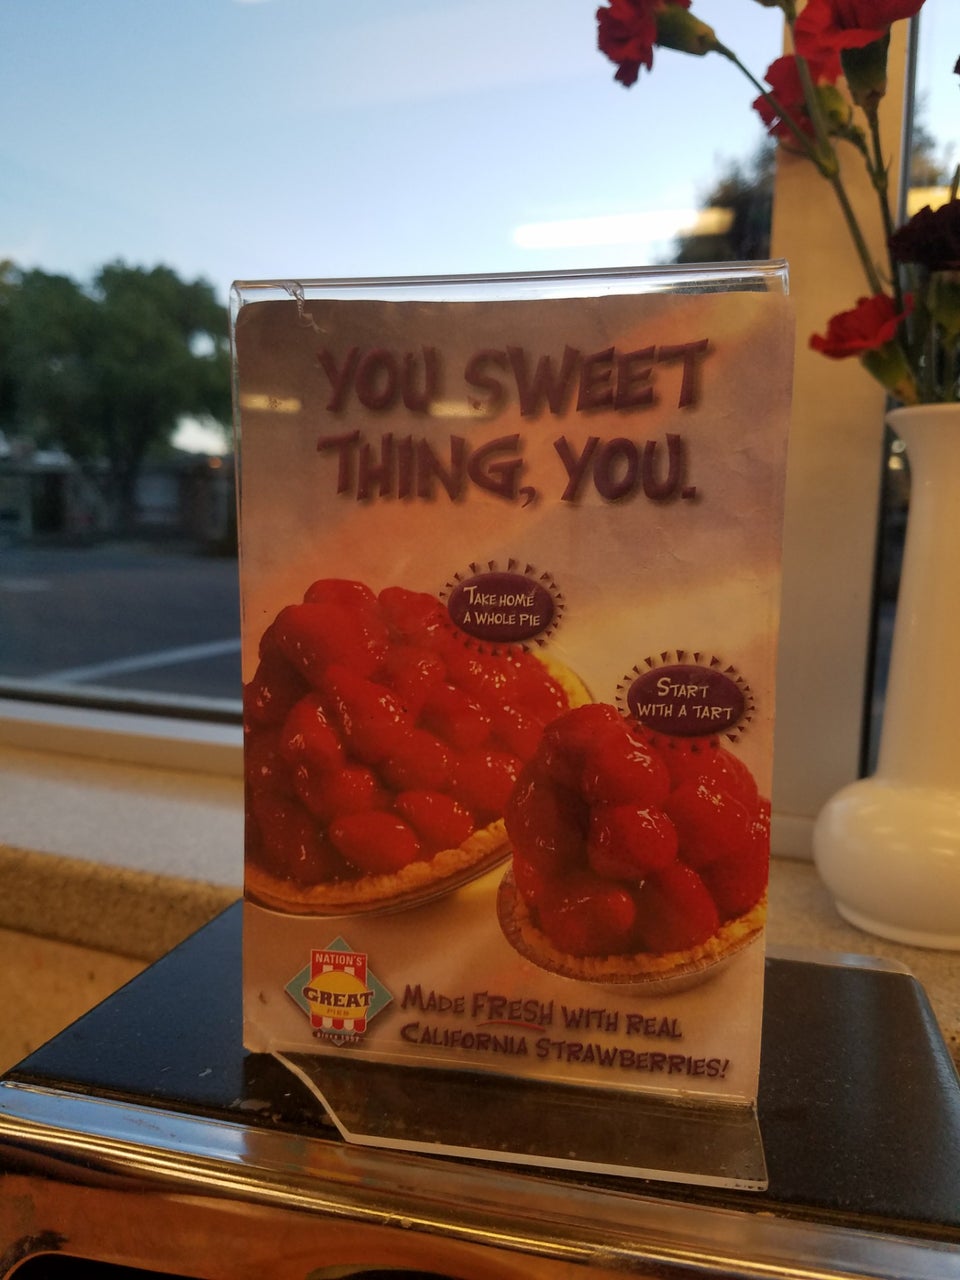 YOU SWEET
THING, YOU.
TAKE HOME
A WHOLE PIE
START
WITH A TART
NATION'S
GREAT
PIES
MADE FRESH WITH REAL
CALIFORNIA STRAWBERRIES!